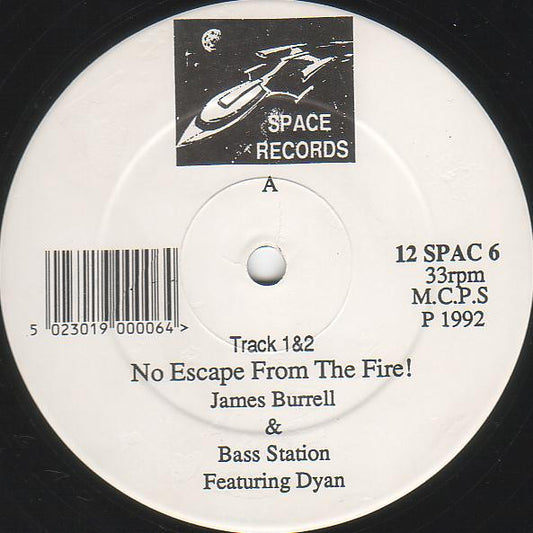 SPACE
RECORDS
A
12 SPAC 6
33rpm
M.C.P.S
P 1992
5 023019 000064 >
Track 1&2
No Escape From The Fire!
James Burrell
&
Bass Station
Featuring Dyan